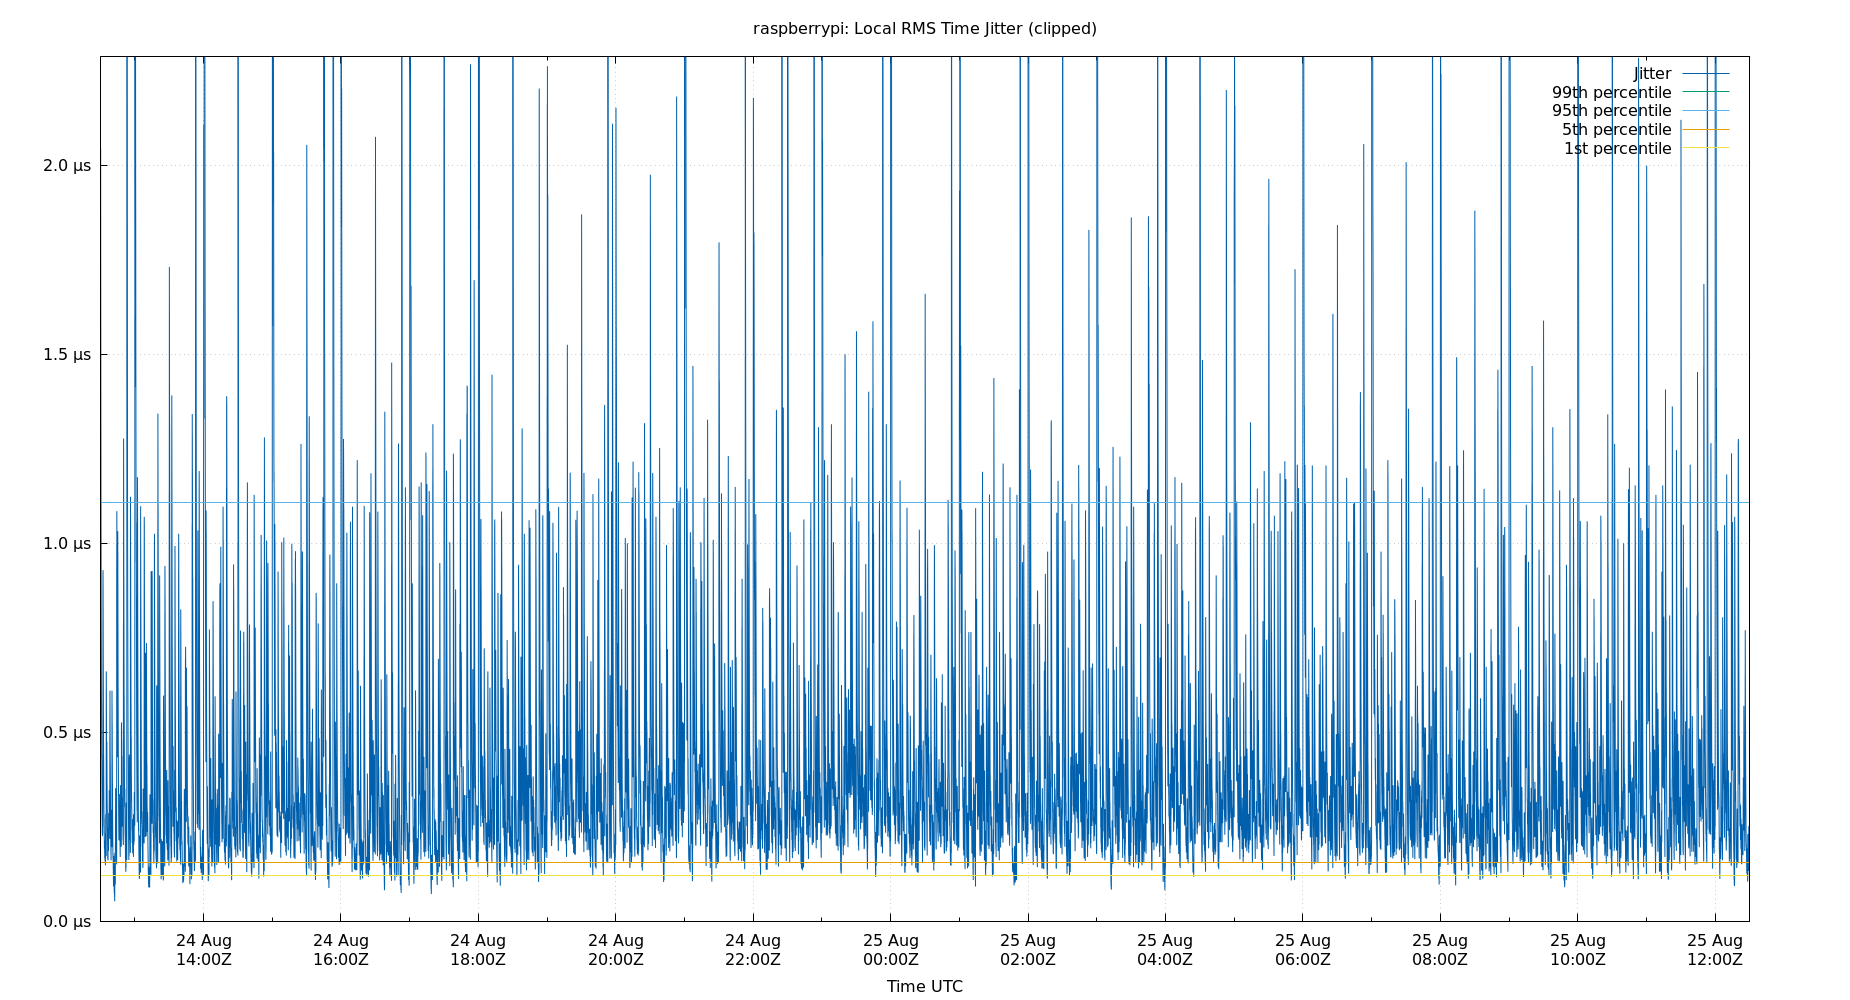 raspberrypi: Local RMS Time Jitter (clipped)
Jitter
99th percentile
95th percentile
5th percentile
1st percentile
2.0 µs
1.5 µs
1.0 µs
0.5 µs
0.0 µs
24 Aug 24 Aug 24 Aug 24 Aug 24 Aug 25 Aug 25 Aug 25 Aug 25 Aug 25 Aug 25 Aug 25 Aug
14:00Z 16:00Z 18:00Z 20:00Z 22:00Z 00:00Z 02:00Z 04:00Z 06:00Z 08:00Z 10:00Z 12:00Z
Time UTC